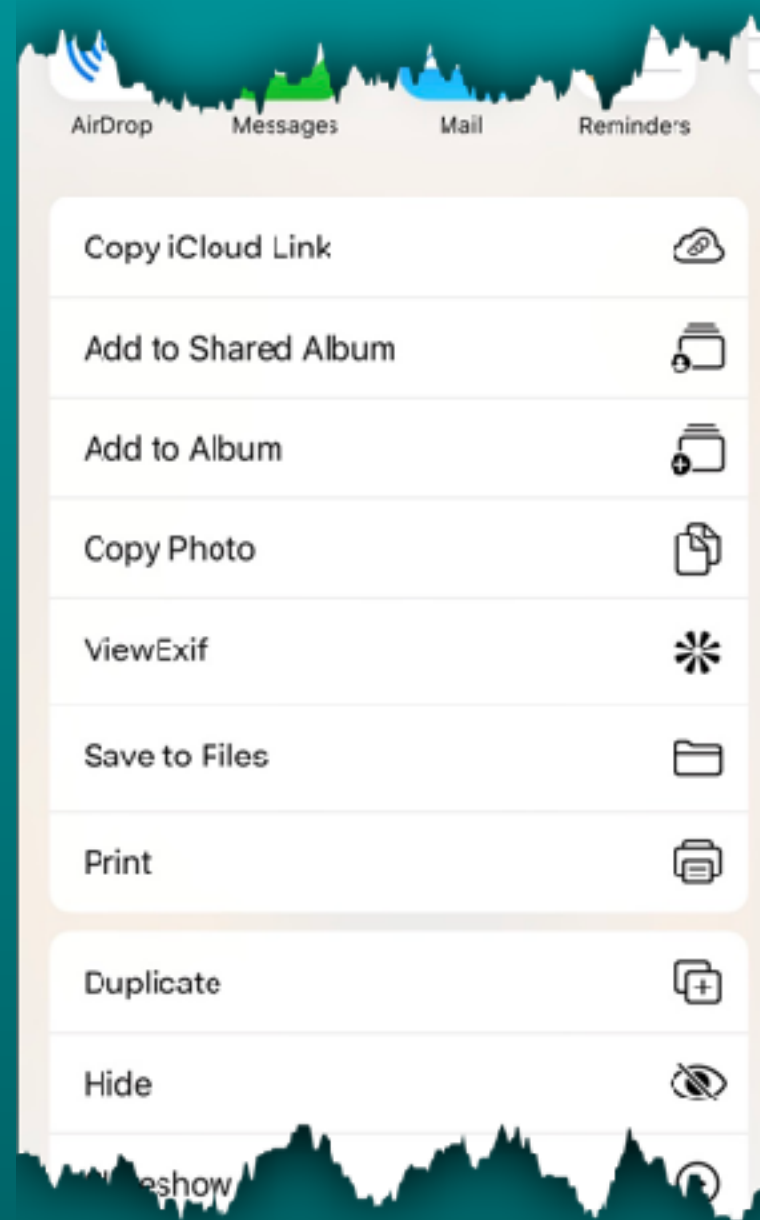 AirDrop Messages Mail Reminders
Copy iCloud Link
Add to Shared Album
Add to Album
Copy Photo
ViewExif
Save to Files
Print
Duplicate
Hide